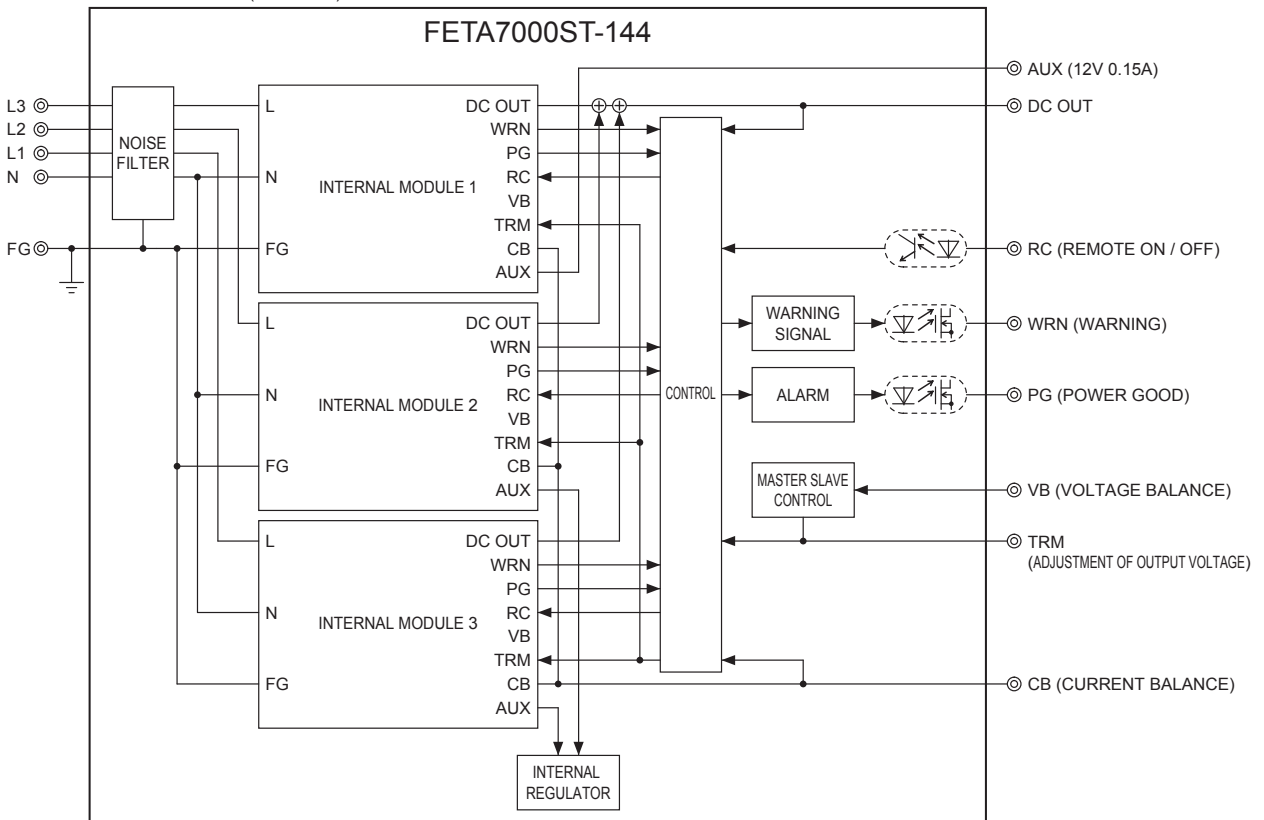 FETA7000ST-144
AUX (12V 0.15A)
L3
L2
L1
N
FG
NOISE
FILTER
L
N
FG
INTERNAL MODULE 1
DC OUT
WRN
PG
RC
VB
TRM
CB
AUX
L
N
FG
INTERNAL MODULE 2
DC OUT
WRN
PG
RC
VB
TRM
CB
AUX
L
N
FG
INTERNAL MODULE 3
DC OUT
WRN
PG
RC
VB
TRM
CB
AUX
INTERNAL
REGULATOR
CONTROL
WARNING
SIGNAL
ALARM
MASTER SLAVE
CONTROL
DC OUT
RC (REMOTE ON / OFF)
WRN (WARNING)
PG (POWER GOOD)
VB (VOLTAGE BALANCE)
TRM
(ADJUSTMENT OF OUTPUT VOLTAGE)
CB (CURRENT BALANCE)